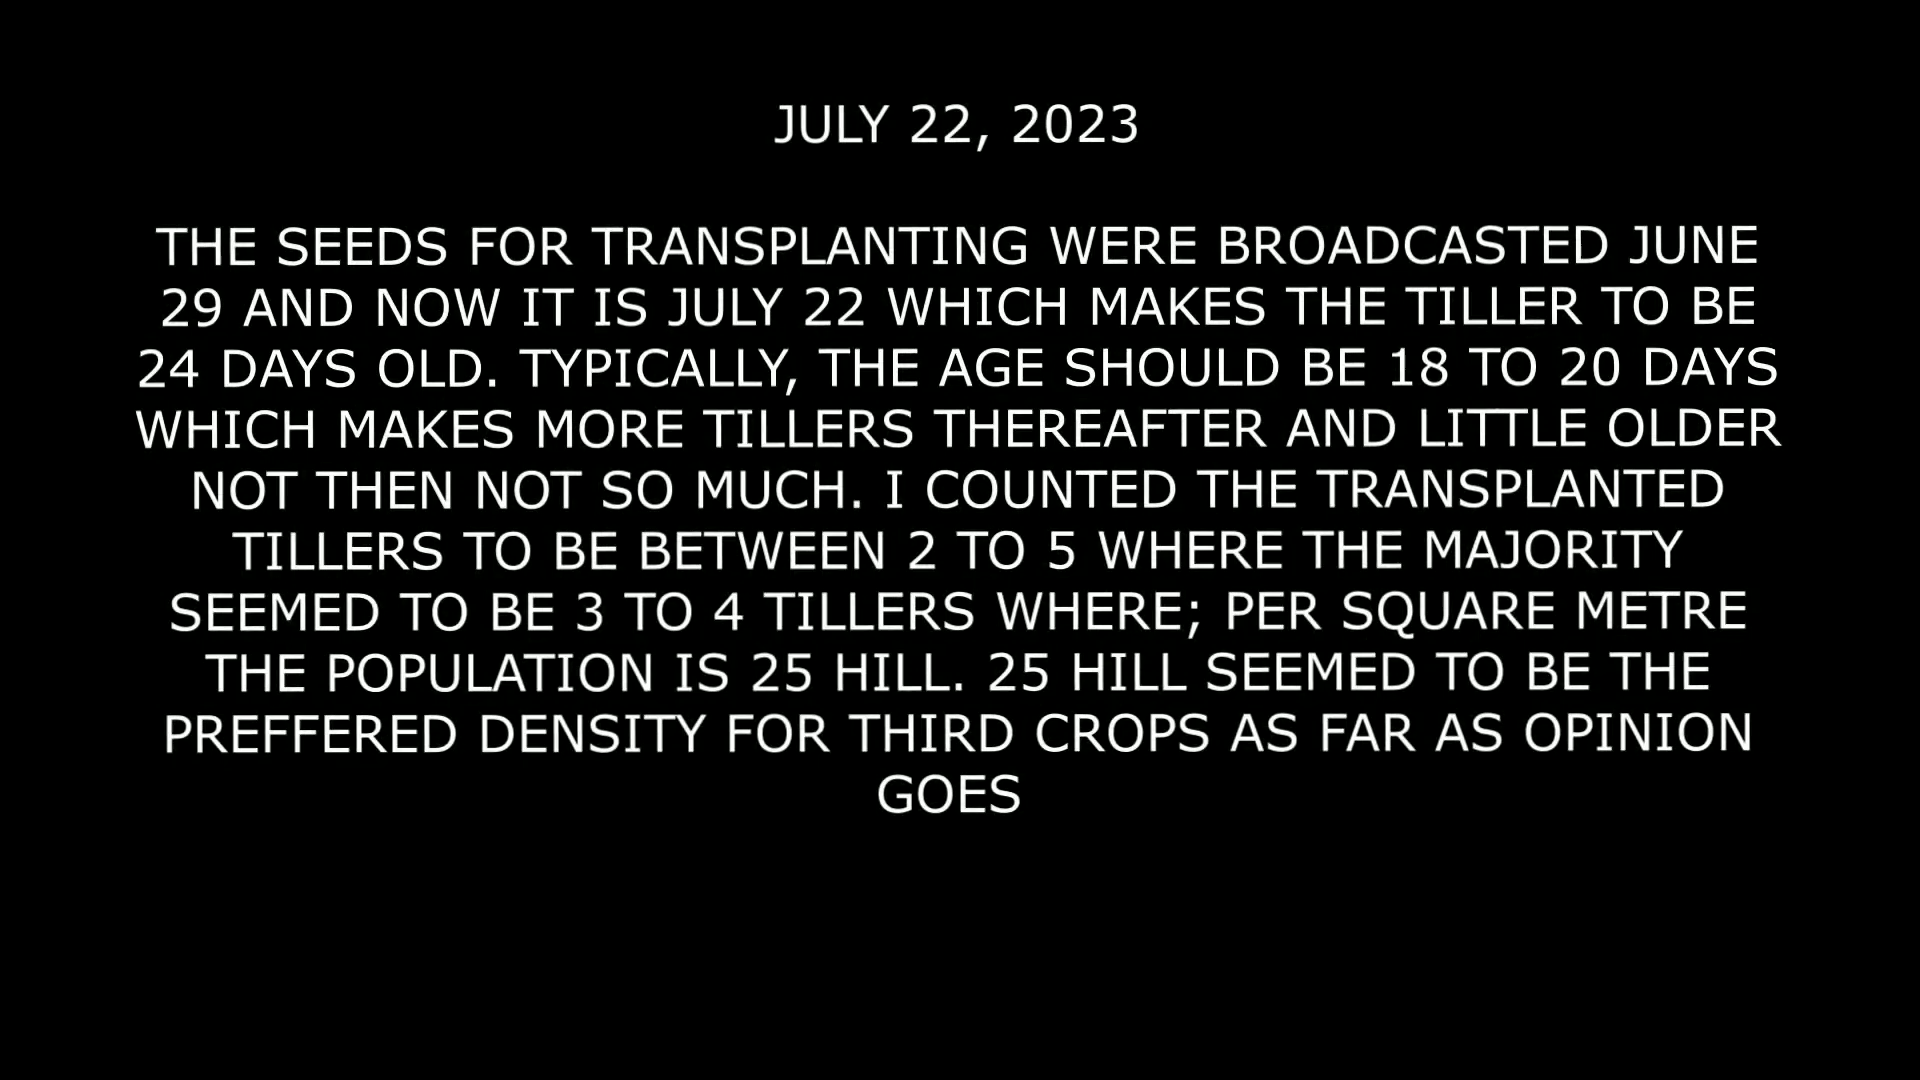 JULY 22, 2023
THE SEEDS FOR TRANSPLANTING WERE BROADCASTED JUNE
29 AND NOW IT IS JULY 22 WHICH MAKES THE TILLER TO BE
24 DAYS OLD. TYPICALLY, THE AGE SHOULD BE 18 TO 20 DAYS
WHICH MAKES MORE TILLERS THEREAFTER AND LITTLE OLDER
NOT THEN NOT SO MUCH. I COUNTED THE TRANSPLANTED
TILLERS TO BE BETWEEN 2 TO 5 WHERE THE MAJORITY
SEEMED TO BE 3 TO 4 TILLERS WHERE; PER SQUARE METRE
THE POPULATION IS 25 HILL. 25 HILL SEEMED TO BE THE
PREFFERED DENSITY FOR THIRD CROPS AS FAR AS OPINION
GOES